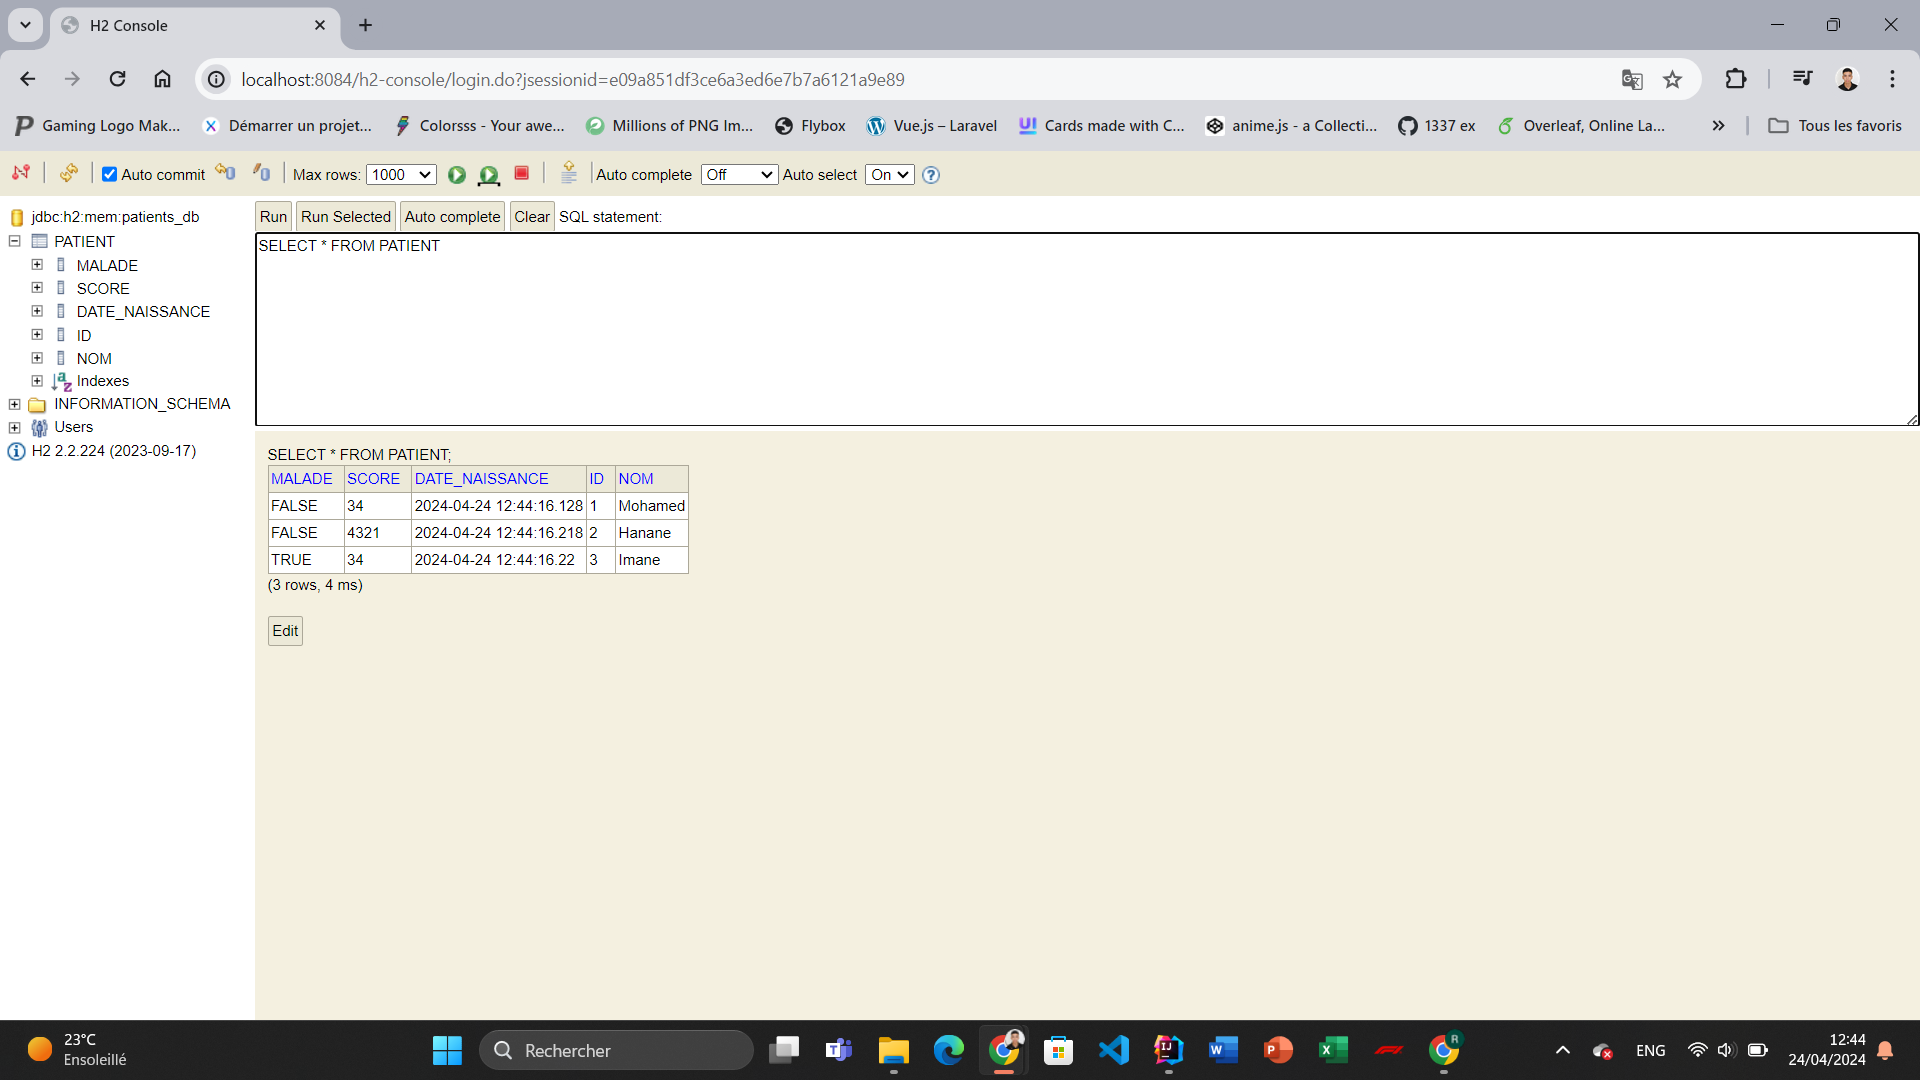 H2 Console
localhost:8084/h2-console/login.do?jsessionid=e09a851df3ce6a3ed6e7b7a6121a9e89
Gaming Logo Mak... Démarrer un projet... Colorsss - Your awe... Millions of PNG Im... Flybox Vue.js – Laravel Cards made with C... anime.js - a Collecti... 1337 ex Overleaf, Online La... » Tous les favoris
Auto commit Max rows: 1000 Auto complete Off Auto select On
jdbc:h2:mem:patients_db
PATIENT
MALADE
SCORE
DATE_NAISSANCE
ID
NOM
Indexes
INFORMATION_SCHEMA
Users
H2 2.2.224 (2023-09-17)
Run Run Selected Auto complete Clear SQL statement:
SELECT * FROM PATIENT
SELECT * FROM PATIENT;
MALADE SCORE DATE_NAISSANCE ID NOM
FALSE 34 2024-04-24 12:44:16.128 1 Mohamed
FALSE 4321 2024-04-24 12:44:16.218 2 Hanane
TRUE 34 2024-04-24 12:44:16.22 3 Imane
(3 rows, 4 ms)
Edit
23°C
Ensoleillé
Rechercher
ENG
12:44
24/04/2024